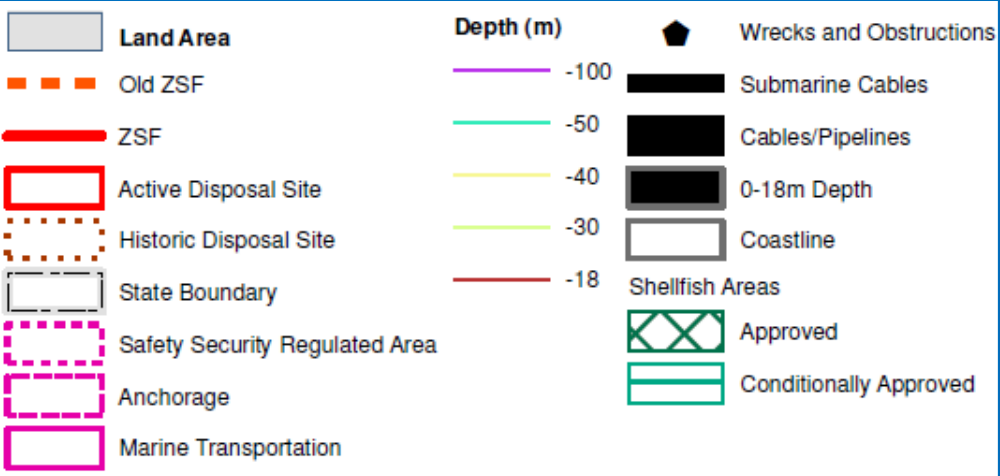 Land Area
Old ZSF
ZSF
Active Disposal Site
Historic Disposal Site
State Boundary
Safety Security Regulated Area
Anchorage
Marine Transportation
Depth (m)
-100
-50
-40
-30
-18
Wrecks and Obstructions
Submarine Cables
Cables/Pipelines
0-18m Depth
Coastline
Shellfish Areas
Approved
Conditionally Approved